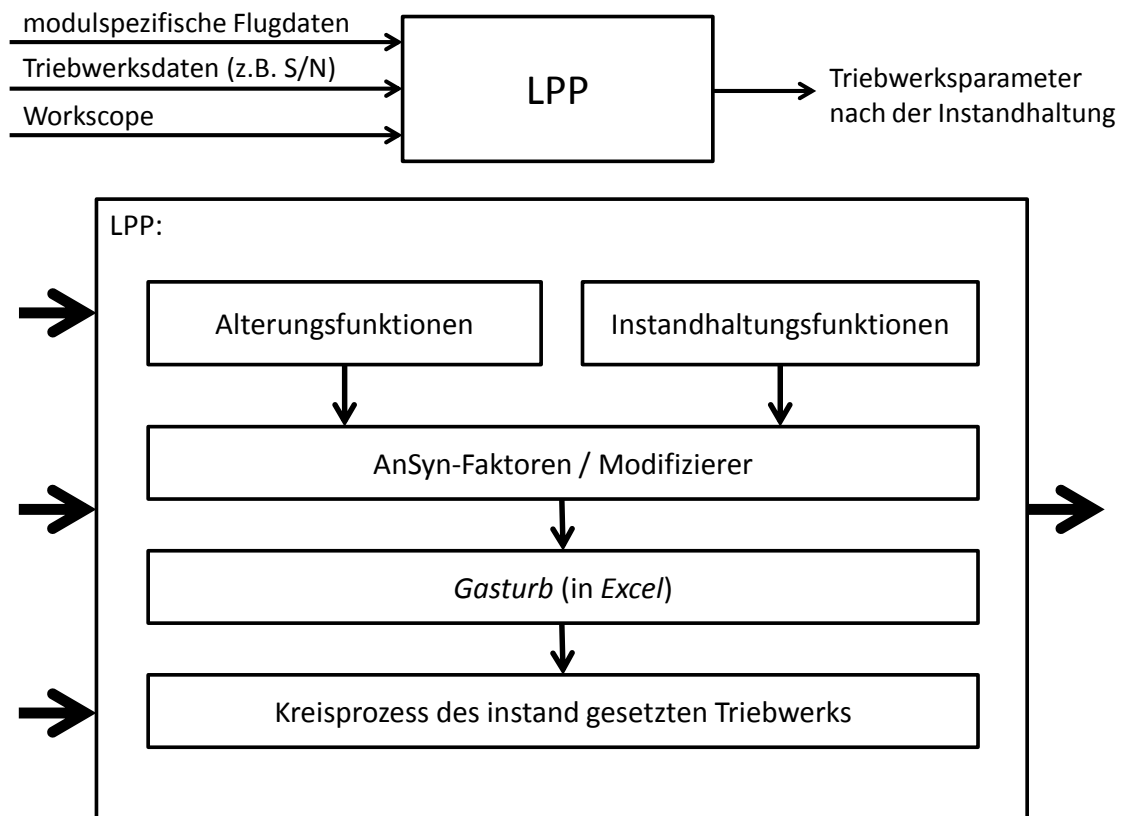 modulspezifische Flugdaten
Triebwerksdaten (z.B. S/N)
Workscope
LPP
Triebwerksparameter
nach der Instandhaltung
LPP:
Alterungsfunktionen
Instandhaltungsfunktionen
AnSyn-Faktoren / Modifizierer
Gasturb (in Excel)
Kreisprozess des instand gesetzten Triebwerks